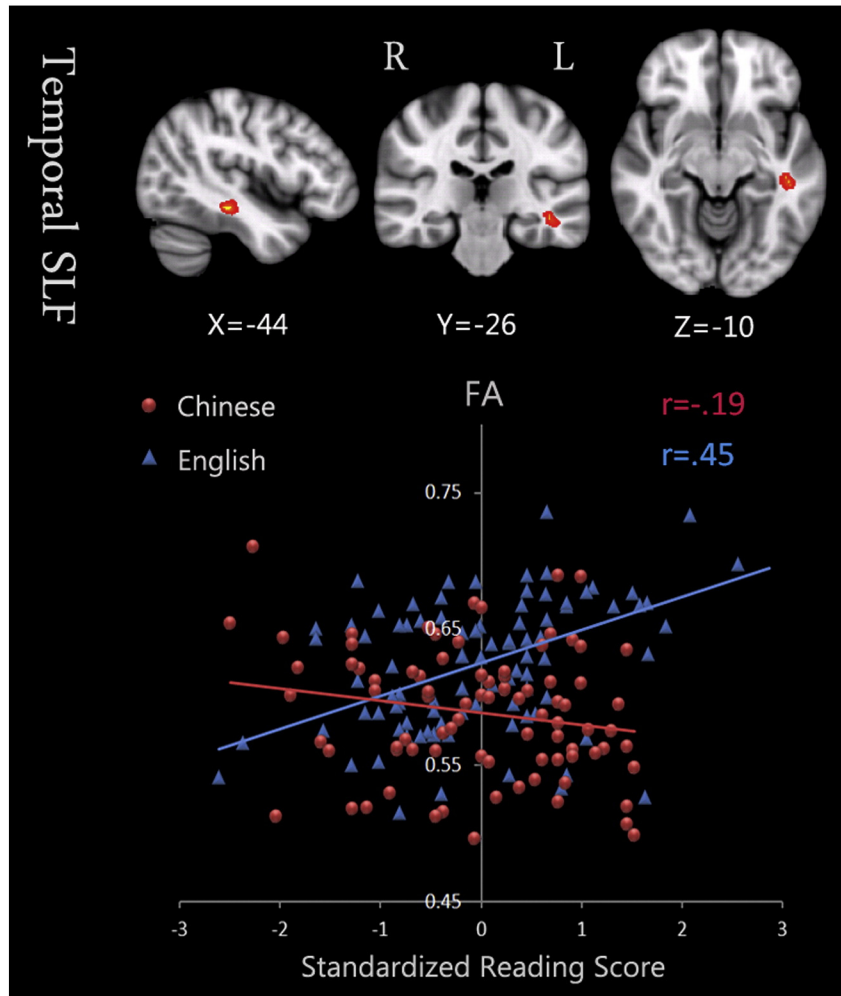 Temporal SLF
R L
X=-44 Y=-26 Z=-10
Chinese
English
FA
r=-.19
r=.45
0.75
0.65
0.55
0.45
-3 -2 -1 0 1 2 3
Standardized Reading Score